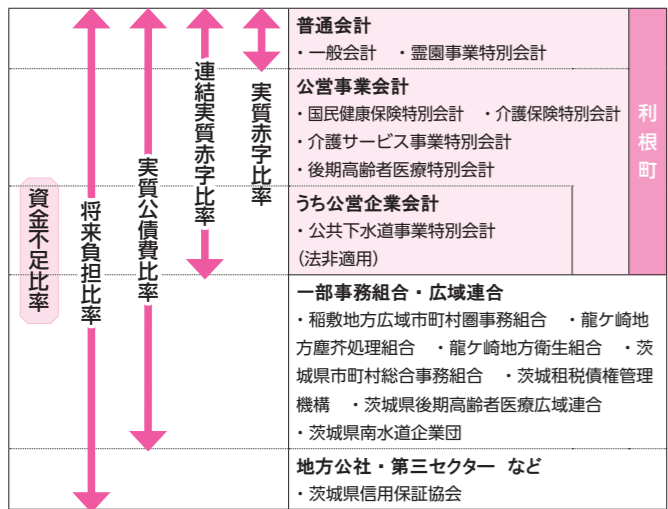 資金不足比率
将来負担比率
実質公債費比率
連結実質赤字比率
実質赤字比率
普通会計
・一般会計　・霊園事業特別会計
公営事業会計
・国民健康保険特別会計　・介護保険特別会計
・介護サービス事業特別会計
・後期高齢者医療特別会計
うち公営企業会計
・公共下水道事業特別会計
(法非適用)
利根町
一部事務組合・広域連合
・稲敷地方広域市町村圏事務組合　・龍ケ崎地
方塵芥処理組合　・龍ケ崎地方衛生組合　・茨
城県市町村総合事務組合　・茨城租税債権管理
機構　・茨城県後期高齢者医療広域連合
・茨城県南水道企業団
地方公社・第三セクター など
・茨城県信用保証協会